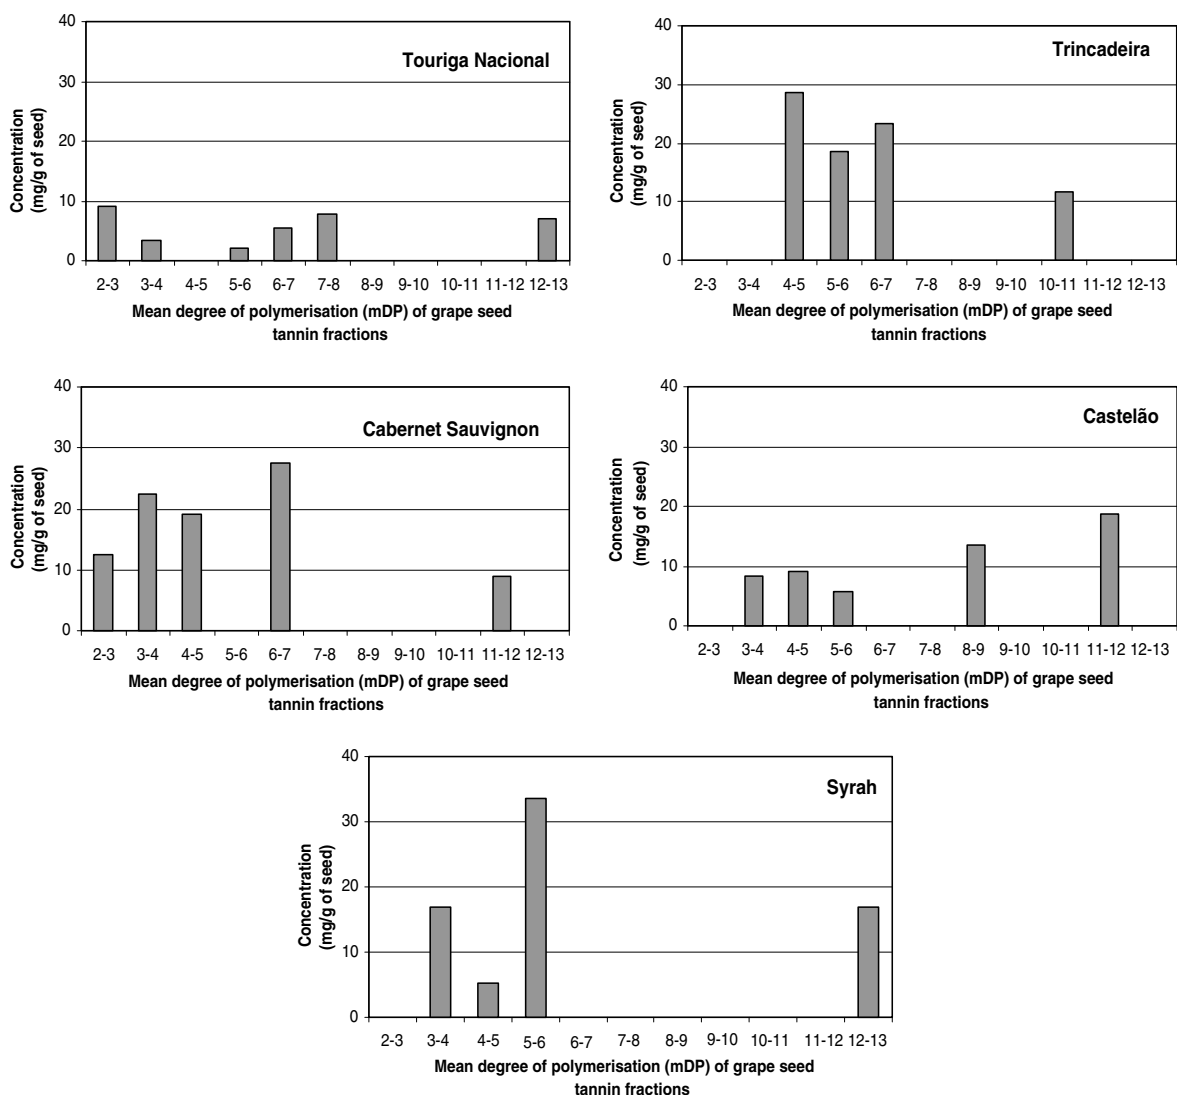 Touriga Nacional
Concentration
(mg/g of seed)
40
30
20
10
0
2-3 3-4 4-5 5-6 6-7 7-8 8-9 9-10 10-11 11-12 12-13
Mean degree of polymerisation (mDP) of grape seed
tannin fractions
Trincadeira
Concentration
(mg/g of seed)
40
30
20
10
0
2-3 3-4 4-5 5-6 6-7 7-8 8-9 9-10 10-11 11-12 12-13
Mean degree of polymerisation (mDP) of grape seed
tannin fractions
Cabernet Sauvignon
Concentration
(mg/g of seed)
40
30
20
10
0
2-3 3-4 4-5 5-6 6-7 7-8 8-9 9-10 10-11 11-12 12-13
Mean degree of polymerisation (mDP) of grape seed
tannin fractions
Castelão
Concentration
(mg/g of seed)
40
30
20
10
0
2-3 3-4 4-5 5-6 6-7 7-8 8-9 9-10 10-11 11-12 12-13
Mean degree of polymerisation (mDP) of grape seed
tannin fractions
Syrah
Concentration
(mg/g of seed)
40
30
20
10
0
2-3 3-4 4-5 5-6 6-7 7-8 8-9 9-10 10-11 11-12 12-13
Mean degree of polymerisation (mDP) of grape seed
tannin fractions